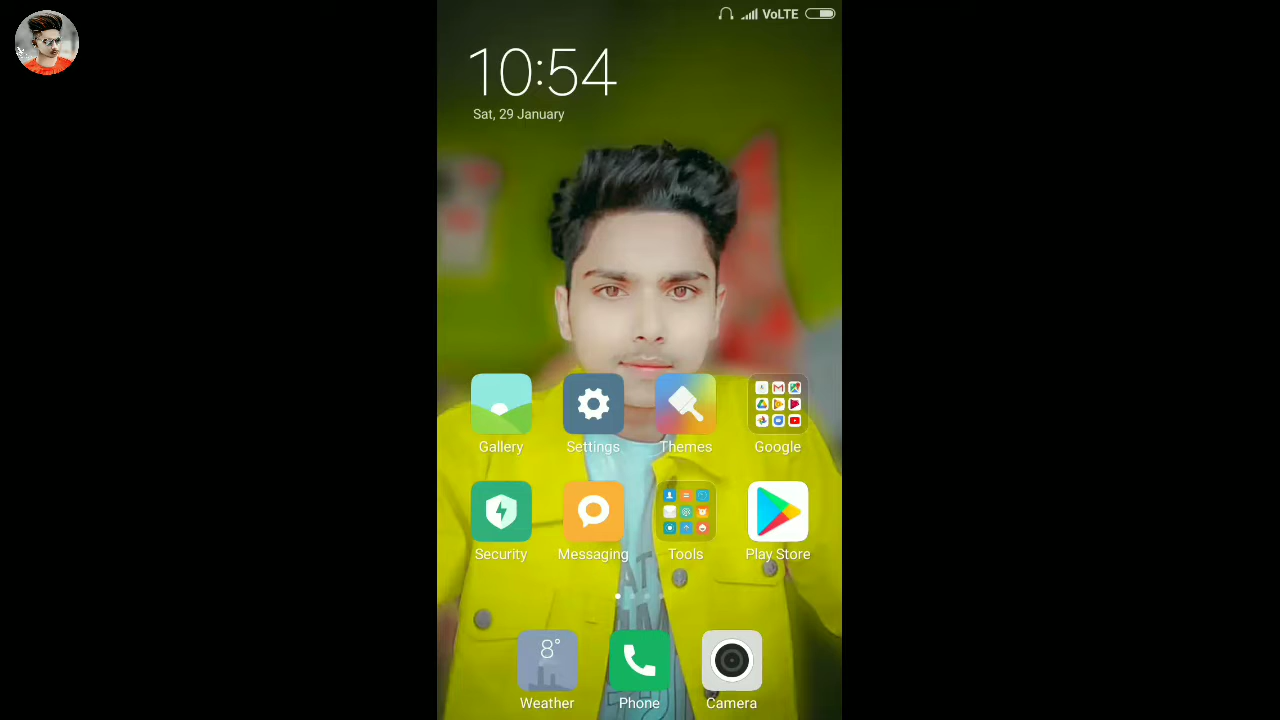 VoLTE
10:54
Sat, 29 January
Gallery
Settings
Themes
Google
Security
Messaging
Tools
Play Store
8°
Weather
Phone
Camera